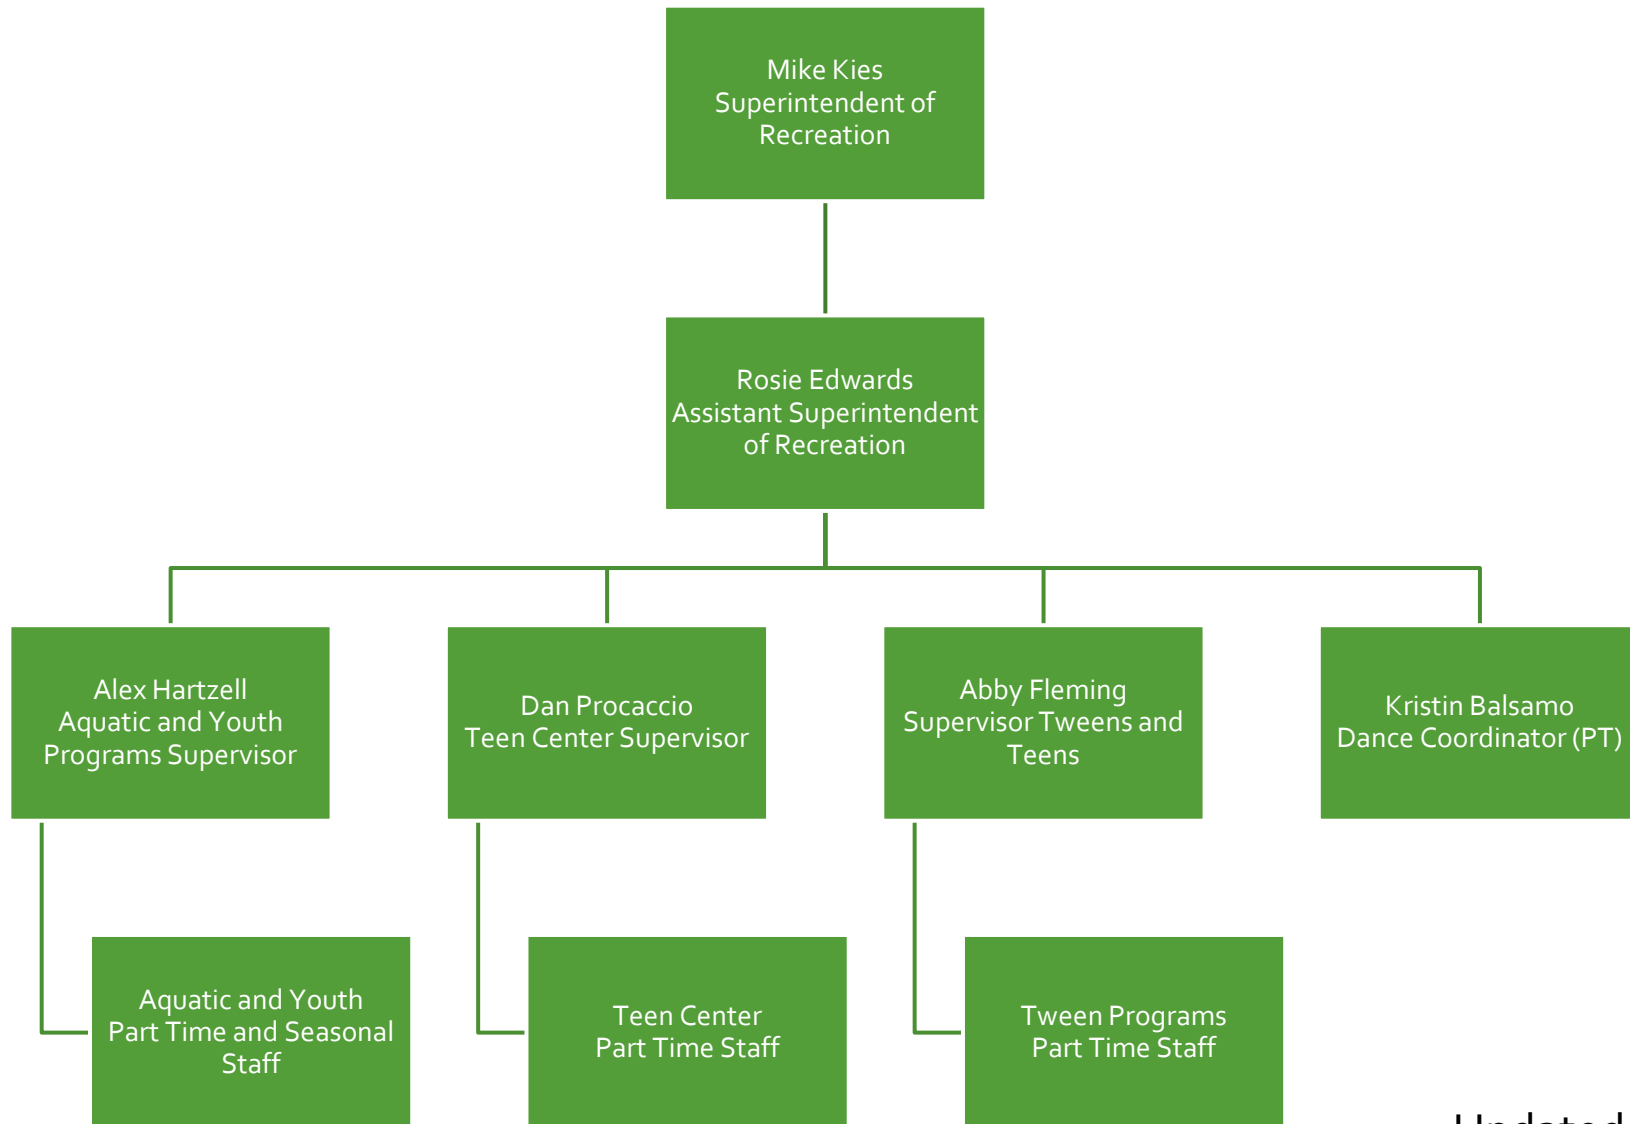 Mike Kies
Superintendent of
Recreation
Rosie Edwards
Assistant Superintendent
of Recreation
Alex Hartzell
Aquatic and Youth
Programs Supervisor
Dan Procaccio
Teen Center Supervisor
Abby Fleming
Supervisor Tweens and
Teens
Kristin Balsamo
Dance Coordinator (PT)
Aquatic and Youth
Part Time and Seasonal
Staff
Teen Center
Part Time Staff
Tween Programs
Part Time Staff
Updated